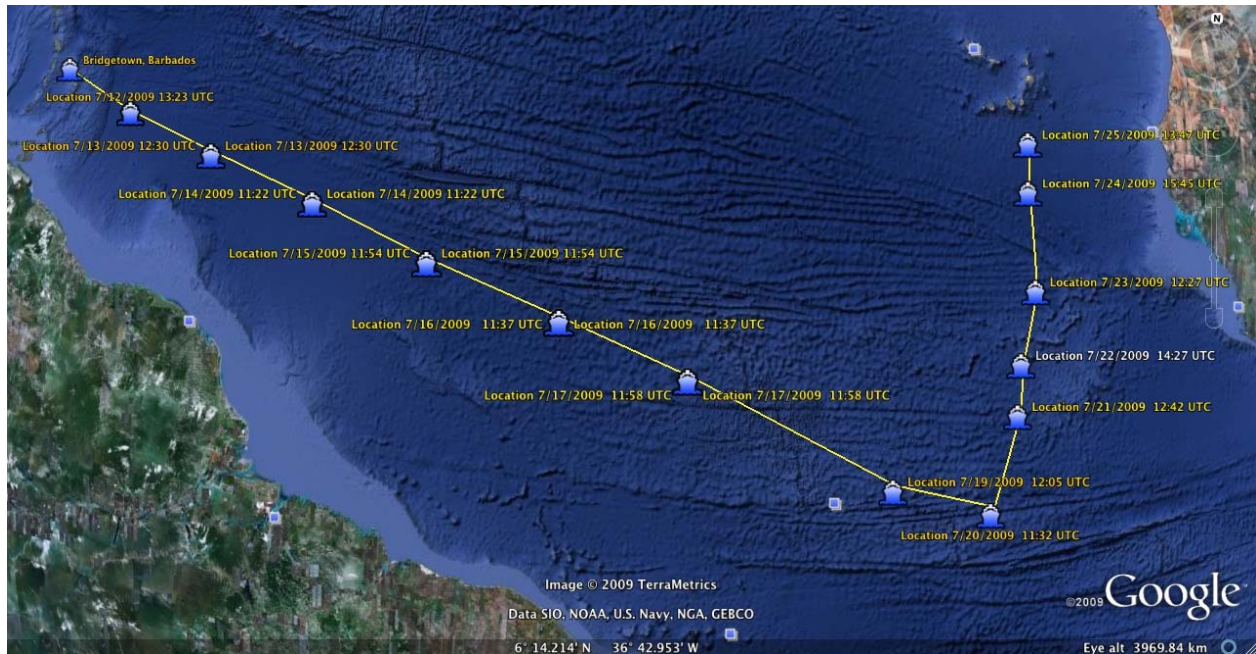 N
Bridgetown, Barbados
Location 7/12/2009 13:23 UTC
Location 7/13/2009 12:30 UTC
Location 7/13/2009 12:30 UTC
Location 7/25/2009 13:47 UTC
Location 7/14/2009 11:22 UTC
Location 7/14/2009 11:22 UTC
Location 7/24/2009 15:45 UTC
Location 7/15/2009 11:54 UTC
Location 7/15/2009 11:54 UTC
Location 7/23/2009 12:27 UTC
Location 7/16/2009 11:37 UTC
Location 7/16/2009 11:37 UTC
Location 7/22/2009 14:27 UTC
Location 7/17/2009 11:58 UTC
Location 7/17/2009 11:58 UTC
Location 7/21/2009 12:42 UTC
Location 7/19/2009 12:05 UTC
Location 7/20/2009 11:32 UTC
Image © 2009 TerraMetrics
Data SIO, NOAA, U.S. Navy, NGA, GEBCO
©2009 Google
6° 14.214' N 36° 42.953' W
Eye alt 3969.84 km